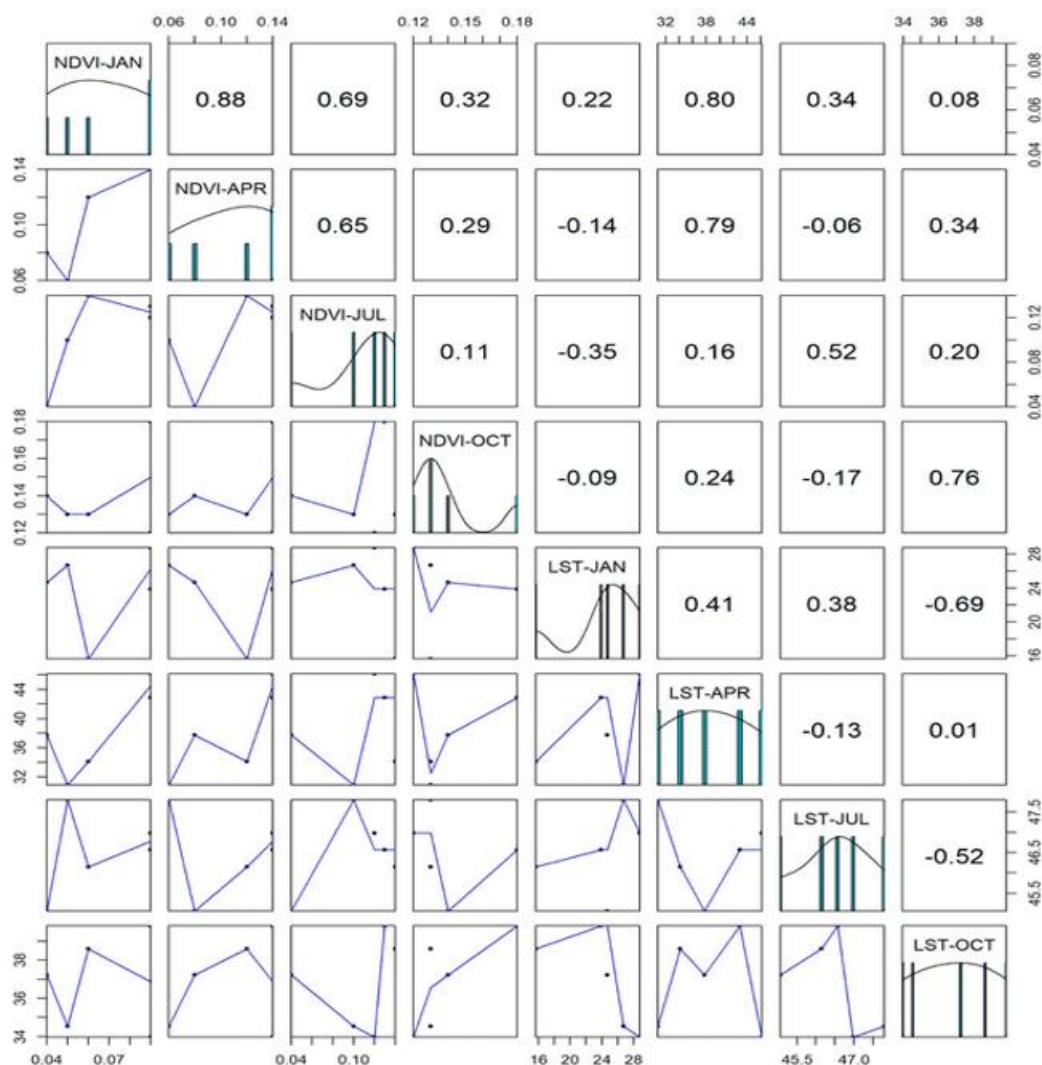 0.06 0.10 0.14 0.12 0.15 0.18 32 38 44 34 36 38
NDVI-JAN 0.88 0.69 0.32 0.22 0.80 0.34 0.08 0.04 0.06 0.08
0.06 0.10 0.14 NDVI-APR 0.65 0.29 -0.14 0.79 -0.06 0.34
NDVI-JUL 0.11 -0.35 0.16 0.52 0.20 0.04 0.08 0.12
0.12 0.14 0.16 0.18 NDVI-OCT -0.09 0.24 -0.17 0.76
LST-JAN 0.41 0.38 -0.69 16 20 24 28
32 36 40 44 LST-APR -0.13 0.01
LST-JUL -0.52 45.5 46.5 47.5
34 36 38 LST-OCT
0.04 0.07 0.04 0.10 16 20 24 28 45.5 47.0